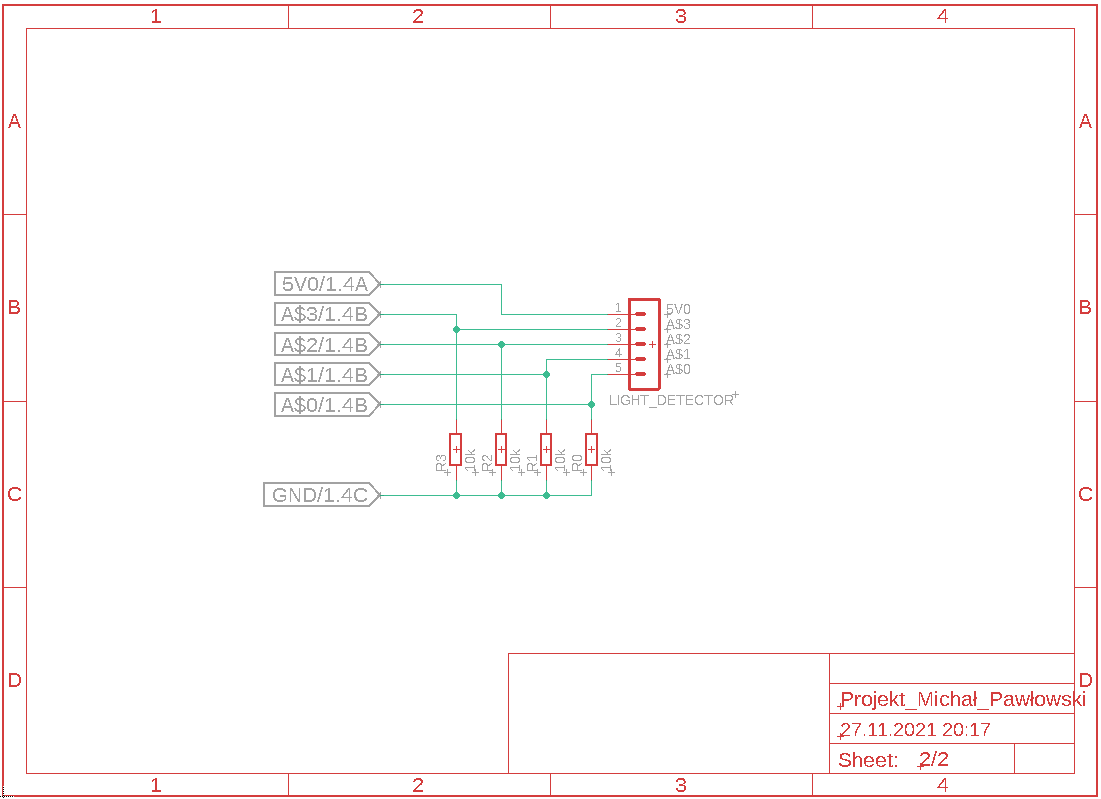 1 2 3 4
A A
5V0/1.4A
A$3/1.4B
A$2/1.4B
A$1/1.4B
A$0/1.4B
B B
1 5V0
2 A$3
3 A$2
4 A$1
5 A$0
LIGHT_DETECTOR
R3 10k R2 10k R1 10k R0 10k
GND/1.4C
C C
D D
Projekt_Michał_Pawłowski
27.11.2021 20:17
Sheet: 2/2
1 2 3 4